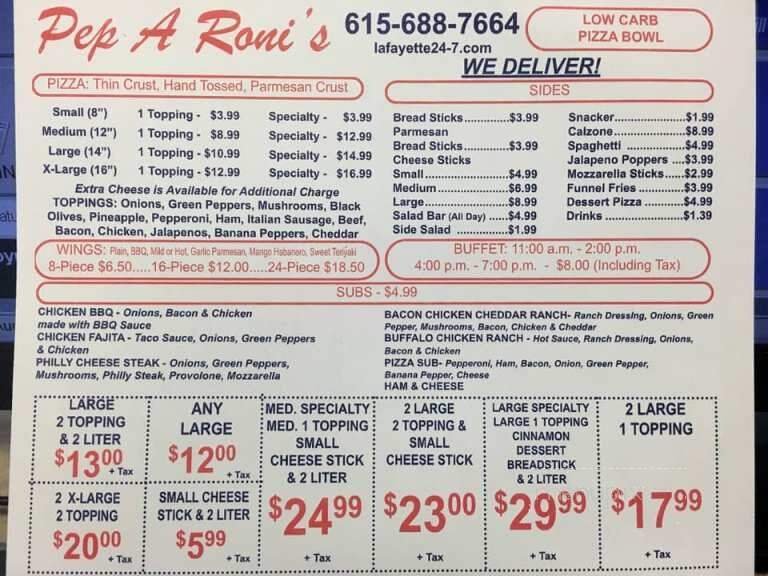 Pep A Roni's
615-688-7664
lafayette24-7.com
LOW CARB
PIZZA BOWL
WE DELIVER!
PIZZA: Thin Crust, Hand Tossed, Parmesan Crust
Small (8") 1 Topping - $3.99 Specialty - $3.99
Medium (12") 1 Topping - $8.99 Specialty - $12.99
Large (14") 1 Topping - $10.99 Specialty - $14.99
X-Large (16") 1 Topping - $12.99 Specialty - $16.99
Extra Cheese is Available for Additional Charge
TOPPINGS: Onions, Green Peppers, Mushrooms, Black
Olives, Pineapple, Pepperoni, Ham, Italian Sausage, Beef,
Bacon, Chicken, Jalapenos, Banana Peppers, Cheddar
WINGS: Plain, BBQ, Mild or Hot, Garlic Parmesan, Mango Habanero, Sweet Teriyaki
8-Piece $6.50.....16-Piece $12.00.....24-Piece $18.50
SIDES
Bread Sticks.............$3.99
Parmesan
Bread Sticks.............$3.99
Cheese Sticks
Small.........................$4.99
Medium.....................$6.99
Large.........................$8.99
Salad Bar (All Day) .....$4.99
Side Salad ................$1.99
Snacker......................$1.99
Calzone......................$8.99
Spaghetti ..................$4.99
Jalapeno Poppers ....$3.99
Mozzarella Sticks......$2.99
Funnel Fries ..............$3.99
Dessert Pizza ............$4.99
Drinks ........................$1.39
BUFFET: 11:00 a.m. - 2:00 p.m.
4:00 p.m. - 7:00 p.m. - $8.00 (Including Tax)
SUBS - $4.99
CHICKEN BBQ - Onions, Bacon & Chicken
made with BBQ Sauce
CHICKEN FAJITA - Taco Sauce, Onions, Green Peppers
& Chicken
PHILLY CHEESE STEAK - Onions, Green Peppers,
Mushrooms, Philly Steak, Provolone, Mozzarella
BACON CHICKEN CHEDDAR RANCH- Ranch Dressing, Onions, Green
Pepper, Mushrooms, Bacon, Chicken & Cheddar
BUFFALO CHICKEN RANCH - Hot Sauce, Ranch Dressing, Onions,
Bacon & Chicken
PIZZA SUB- Pepperoni, Ham, Bacon, Onion, Green Pepper,
Banana Pepper, Cheese
HAM & CHEESE
LARGE
2 TOPPING
& 2 LITER
$13.00
+ Tax
ANY
LARGE
$12.00
+ Tax
2 X-LARGE
2 TOPPING
$20.00
+ Tax
SMALL CHEESE
STICK & 2 LITER
$5.99
+ Tax
MED. SPECIALTY
MED. 1 TOPPING
SMALL
CHEESE STICK
& 2 LITER
$24.99
+ Tax
2 LARGE
2 TOPPING &
SMALL
CHEESE STICK
$23.00
+ Tax
LARGE SPECIALTY
LARGE 1 TOPPING
CINNAMON
DESSERT
BREADSTICK
& 2 LITER
$29.99
+ Tax
2 LARGE
1 TOPPING
$17.99
+ Tax